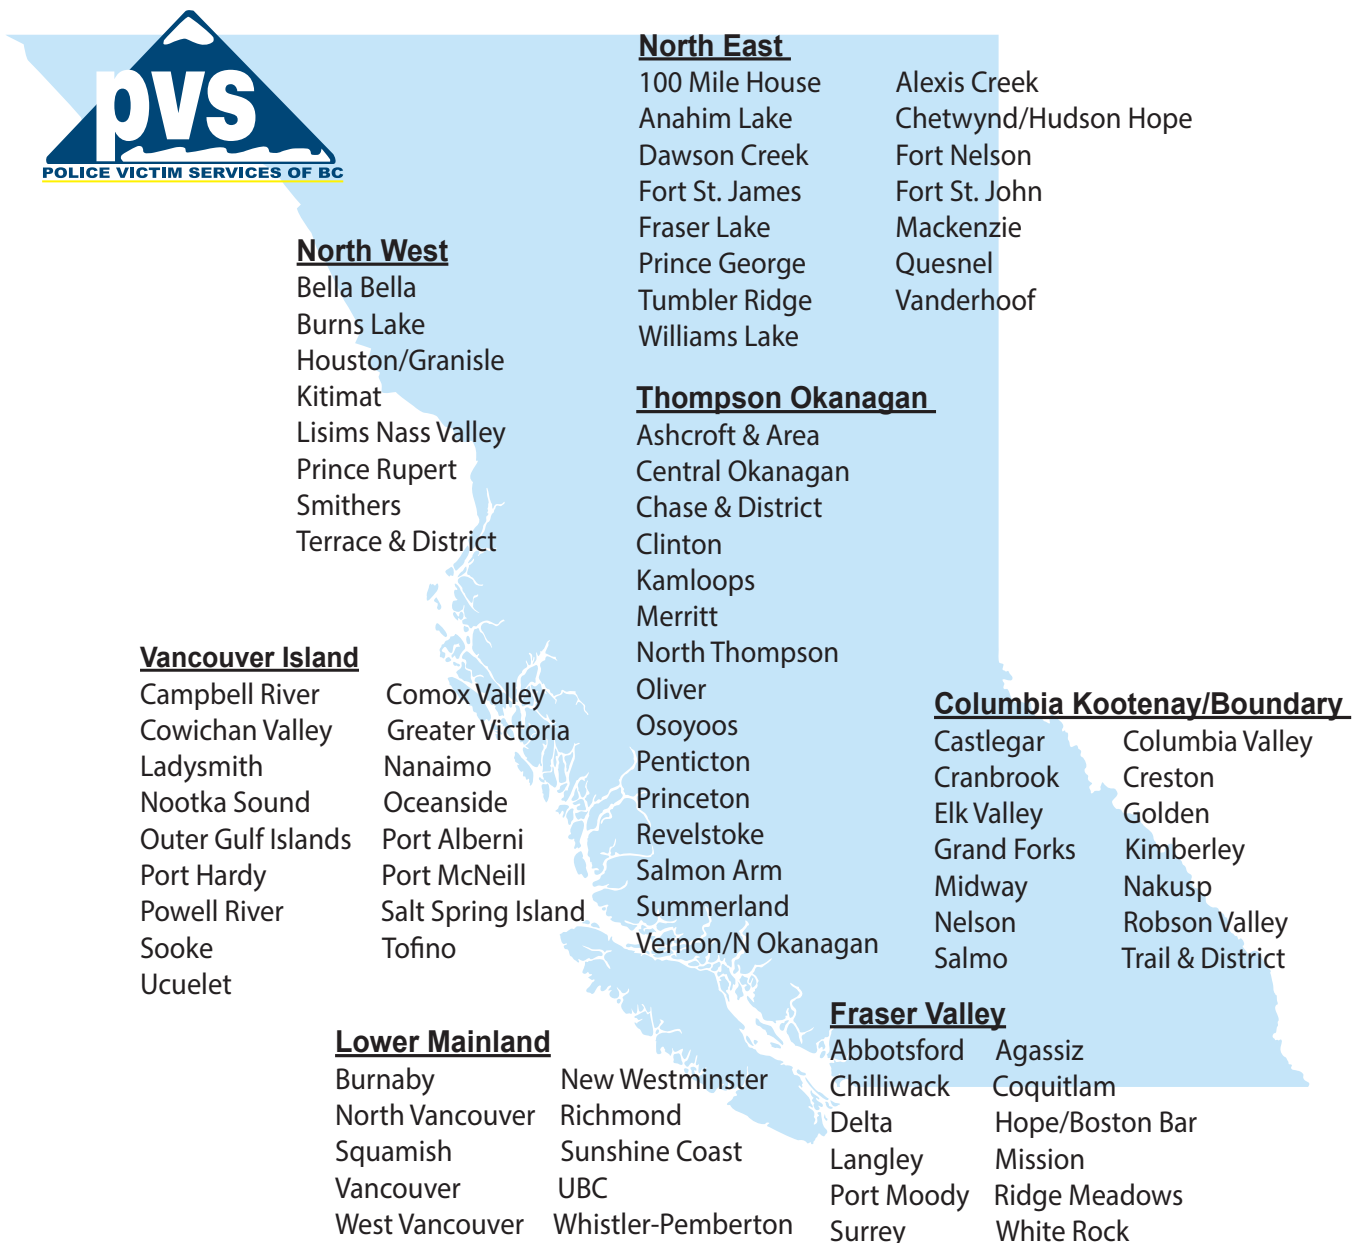 pvs
POLICE VICTIM SERVICES OF BC
North East
100 Mile House Alexis Creek
Anahim Lake Chetwynd/Hudson Hope
Dawson Creek Fort Nelson
Fort St. James Fort St. John
Fraser Lake Mackenzie
Prince George Quesnel
Tumbler Ridge Vanderhoof
Williams Lake
North West
Bella Bella
Burns Lake
Houston/Granisle
Kitimat
Lisims Nass Valley
Prince Rupert
Smithers
Terrace & District
Thompson Okanagan
Ashcroft & Area
Central Okanagan
Chase & District
Clinton
Kamloops
Merritt
North Thompson
Oliver
Osoyoos
Penticton
Princeton
Revelstoke
Salmon Arm
Summerland
Vernon/N Okanagan
Vancouver Island
Campbell River Comox Valley
Cowichan Valley Greater Victoria
Ladysmith Nanaimo
Nootka Sound Oceanside
Outer Gulf Islands Port Alberni
Port Hardy Port McNeill
Powell River Salt Spring Island
Sooke Tofino
Ucuelet
Columbia Kootenay/Boundary
Castlegar Columbia Valley
Cranbrook Creston
Elk Valley Golden
Grand Forks Kimberley
Midway Nakusp
Nelson Robson Valley
Salmo Trail & District
Lower Mainland
Burnaby New Westminster
North Vancouver Richmond
Squamish Sunshine Coast
Vancouver UBC
West Vancouver Whistler-Pemberton
Fraser Valley
Abbotsford Agassiz
Chilliwack Coquitlam
Delta Hope/Boston Bar
Langley Mission
Port Moody Ridge Meadows
Surrey White Rock